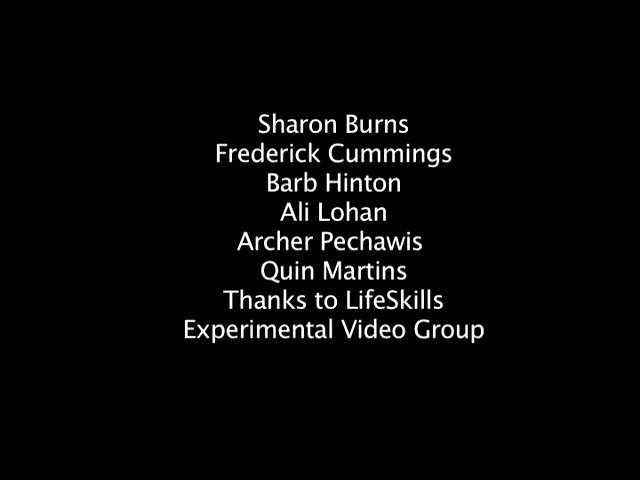 Sharon Burns
Frederick Cummings
Barb Hinton
Ali Lohan
Archer Pechawis
Quin Martins
Thanks to LifeSkills
Experimental Video Group